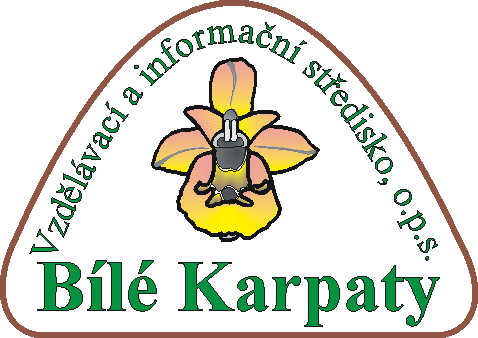 Vzdělávací a informační středisko, o.p.s.
Bílé Karpaty